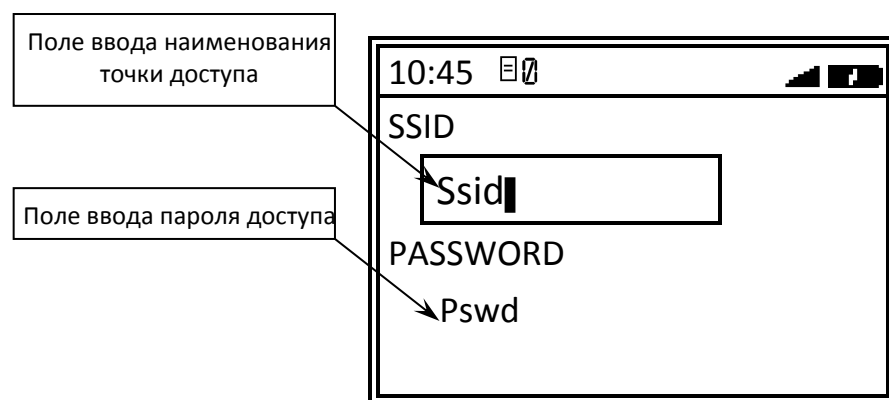 Поле ввода наименования
точки доступа
10:45
SSID
Ssid
Поле ввода пароля доступа
PASSWORD
Pswd